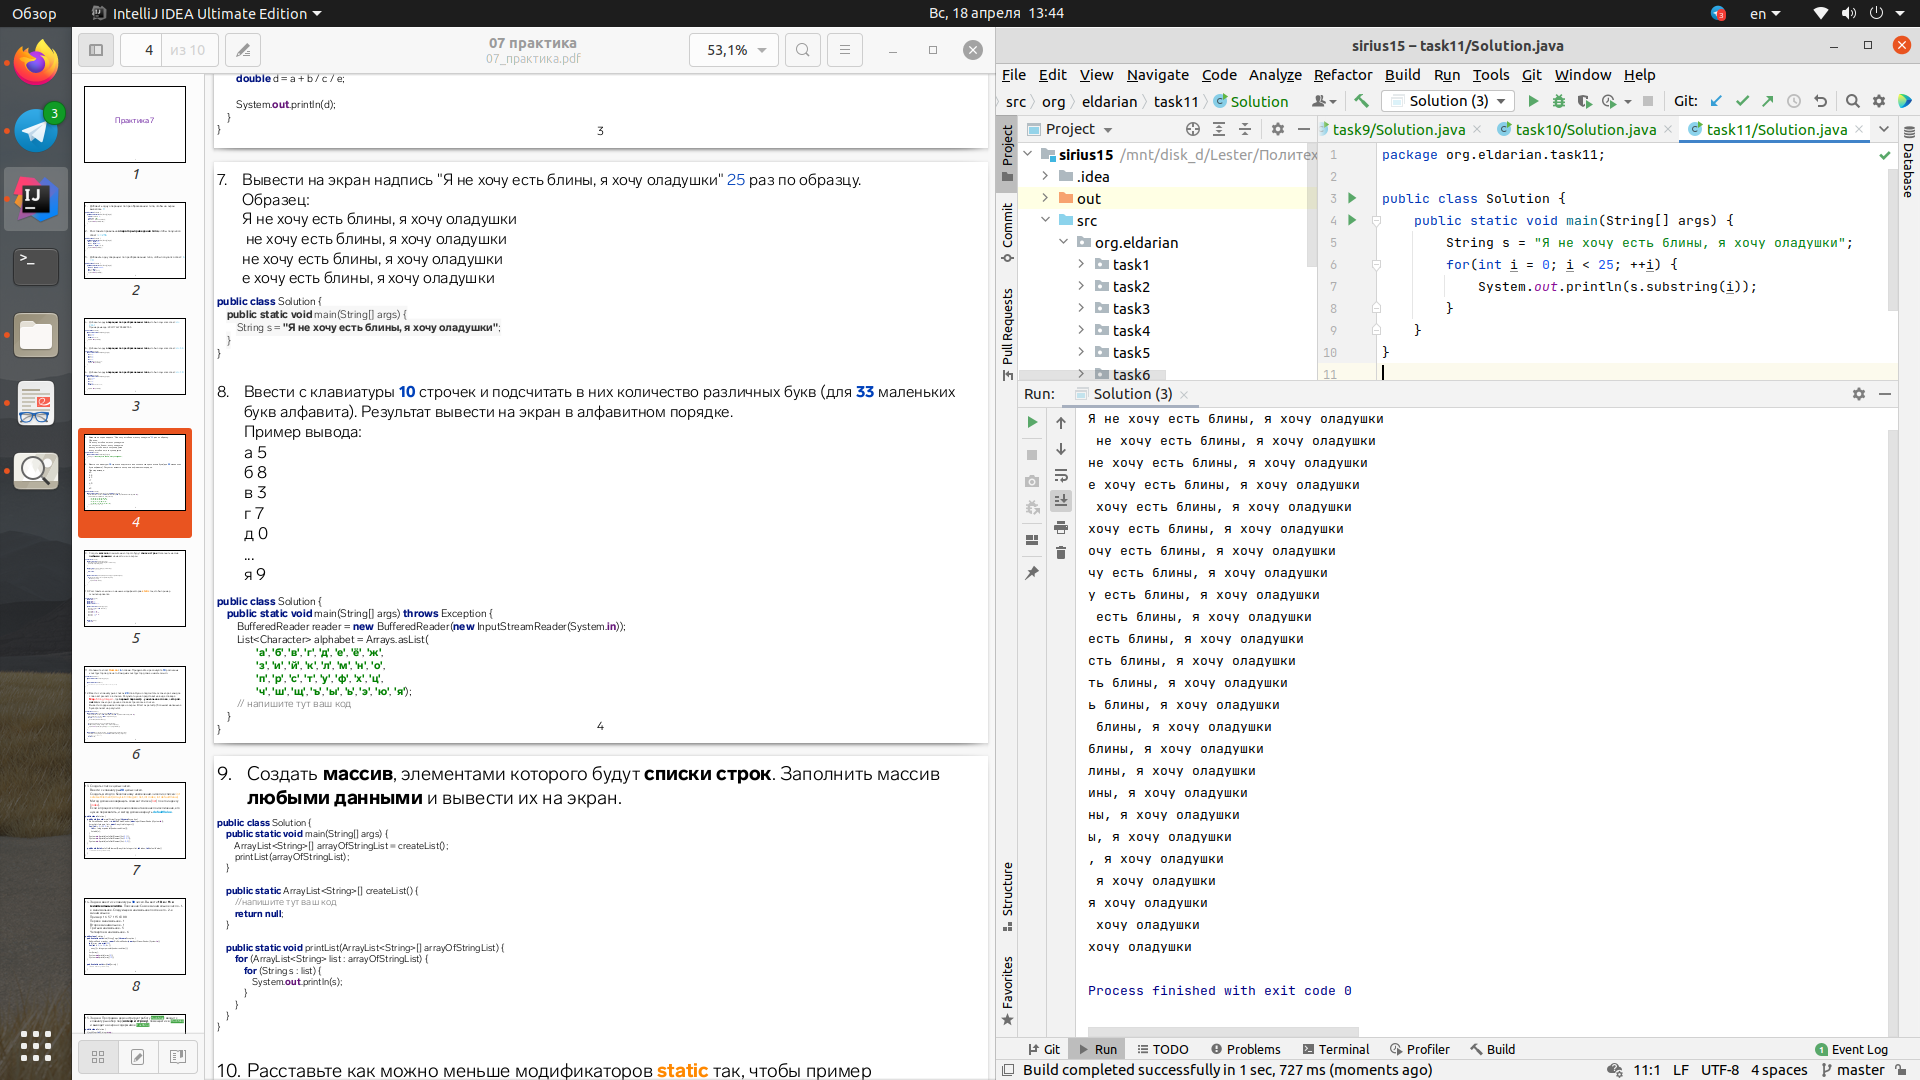 Обзор
IntelliJ IDEA Ultimate Edition
Вс, 18 апреля 13:44
3
en
3
4
из 10
07 практика
07_практика.pdf
53,1%
Практика 7
1
2
3
4
5
6
7
8
double d = a + b / c / e;
System.out.println(d);
}
}
3
7. Вывести на экран надпись "Я не хочу есть блины, я хочу оладушки" 25 раз по образцу.
Образец:
Я не хочу есть блины, я хочу оладушки
не хочу есть блины, я хочу оладушки
не хочу есть блины, я хочу оладушки
е хочу есть блины, я хочу оладушки
public class Solution {
public static void main(String[] args) {
String s = "Я не хочу есть блины, я хочу оладушки";
}
}
8. Ввести с клавиатуры 10 строчек и подсчитать в них количество различных букв (для 33 маленьких
букв алфавита). Результат вывести на экран в алфавитном порядке.
Пример вывода:
а 5
б 8
в 3
г 7
д 0
...
я 9
public class Solution {
public static void main(String[] args) throws Exception {
BufferedReader reader = new BufferedReader(new InputStreamReader(System.in));
List<Character> alphabet = Arrays.asList(
'а', 'б', 'в', 'г', 'д', 'е', 'ё', 'ж',
'з', 'и', 'й', 'к', 'л', 'м', 'н', 'о',
'п', 'р', 'с', 'т', 'у', 'ф', 'х', 'ц',
'ч', 'ш', 'щ', 'ъ', 'ы', 'ь', 'э', 'ю', 'я');
// напишите тут ваш код
}
}
4
9. Создать массив, элементами которого будут списки строк. Заполнить массив
любыми данными и вывести их на экран.
public class Solution {
public static void main(String[] args) {
ArrayList<String>[] arrayOfStringList = createList();
printList(arrayOfStringList);
}
public static ArrayList<String>[] createList() {
//напишите тут ваш код
return null;
}
public static void printList(ArrayList<String>[] arrayOfStringList) {
for (ArrayList<String> list : arrayOfStringList) {
for (String s : list) {
System.out.println(s);
}
}
}
}
10. Расставьте как можно меньше модификаторов static так, чтобы пример
sirius15 – task11/Solution.java
File Edit View Navigate Code Analyze Refactor Build Run Tools Git Window Help
src org eldarian task11 Solution
Solution (3)
Git:
Project
task9/Solution.java
task10/Solution.java
task11/Solution.java
Project
Commit
Pull Requests
Structure
Favorites
Database
sirius15 /mnt/disk_d/Lester/Политех
.idea
out
src
org.eldarian
task1
task2
task3
task4
task5
task6
1 package org.eldarian.task11;
2
3 public class Solution {
4 public static void main(String[] args) {
5 String s = "Я не хочу есть блины, я хочу оладушки";
6 for(int i = 0; i < 25; ++i) {
7 System.out.println(s.substring(i));
8 }
9 }
10 }
11
Run: Solution (3)
Я не хочу есть блины, я хочу оладушки
не хочу есть блины, я хочу оладушки
не хочу есть блины, я хочу оладушки
е хочу есть блины, я хочу оладушки
хочу есть блины, я хочу оладушки
хочу есть блины, я хочу оладушки
очу есть блины, я хочу оладушки
чу есть блины, я хочу оладушки
у есть блины, я хочу оладушки
есть блины, я хочу оладушки
есть блины, я хочу оладушки
сть блины, я хочу оладушки
ть блины, я хочу оладушки
ь блины, я хочу оладушки
блины, я хочу оладушки
блины, я хочу оладушки
лины, я хочу оладушки
ины, я хочу оладушки
ны, я хочу оладушки
ы, я хочу оладушки
, я хочу оладушки
я хочу оладушки
я хочу оладушки
хочу оладушки
хочу оладушки
Process finished with exit code 0
Git Run TODO Problems Terminal Profiler Build
1 Event Log
Build completed successfully in 1 sec, 727 ms (moments ago)
11:1 LF UTF-8 4 spaces master